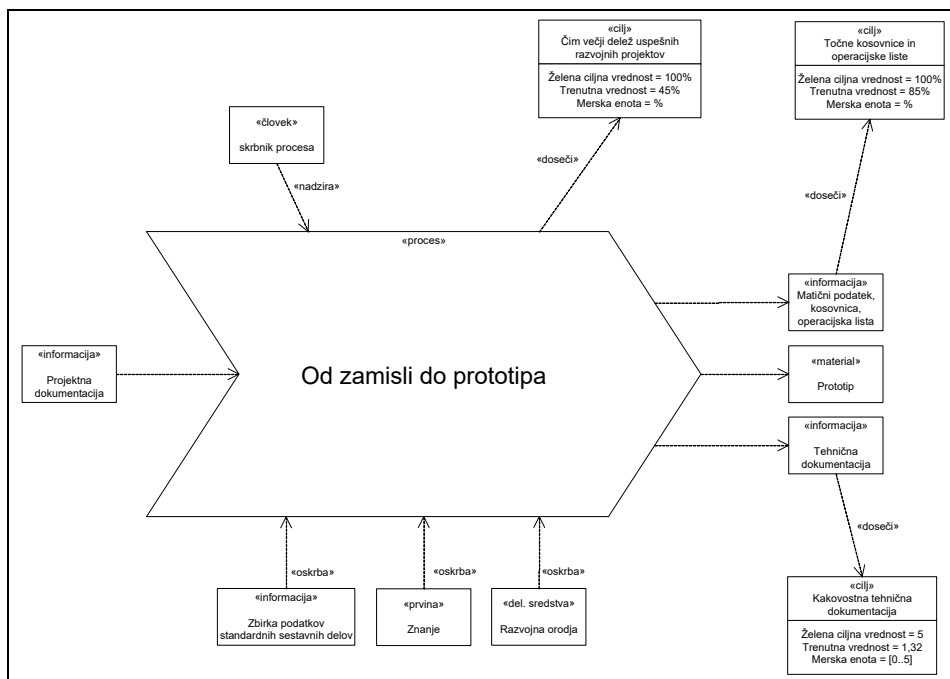 «cilj»
Čim večji delež uspešnih
razvojnih projektov
Želena ciljna vrednost = 100%
Trenutna vrednost = 45%
Merska enota = %
«cilj»
Točne kosovnice in
operacijske liste
Želena ciljna vrednost = 100%
Trenutna vrednost = 85%
Merska enota = %
«človek»
skrbnik procesa
«nadzira»
«doseči»
«doseči»
«proces»
Od zamisli do prototipa
«informacija»
Projektna
dokumentacija
«informacija»
Matični podatek,
kosovnica,
operacijska lista
«material»
Prototip
«informacija»
Tehnična
dokumentacija
«doseči»
«oskrba»
«oskrba»
«oskrba»
«informacija»
Zbirka podatkov
standardnih sestavnih delov
«prvina»
Znanje
«del. sredstva»
Razvojna orodja
«cilj»
Kakovostna tehnična
dokumentacija
Želena ciljna vrednost = 5
Trenutna vrednost = 1,32
Merska enota = [0..5]